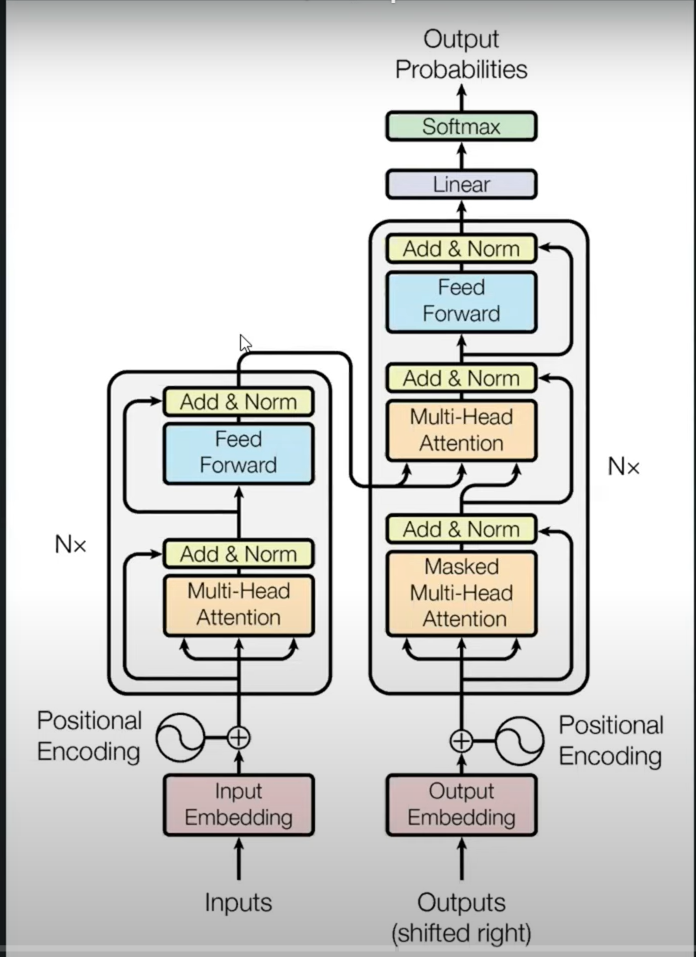 Output
Probabilities
Softmax
Linear
Add & Norm
Feed
Forward
Add & Norm
Multi-Head
Attention
Nx
Add & Norm
Masked
Multi-Head
Attention
Add & Norm
Feed
Forward
Nx
Add & Norm
Multi-Head
Attention
Positional
Encoding
Positional
Encoding
Input
Embedding
Output
Embedding
Inputs
Outputs
(shifted right)